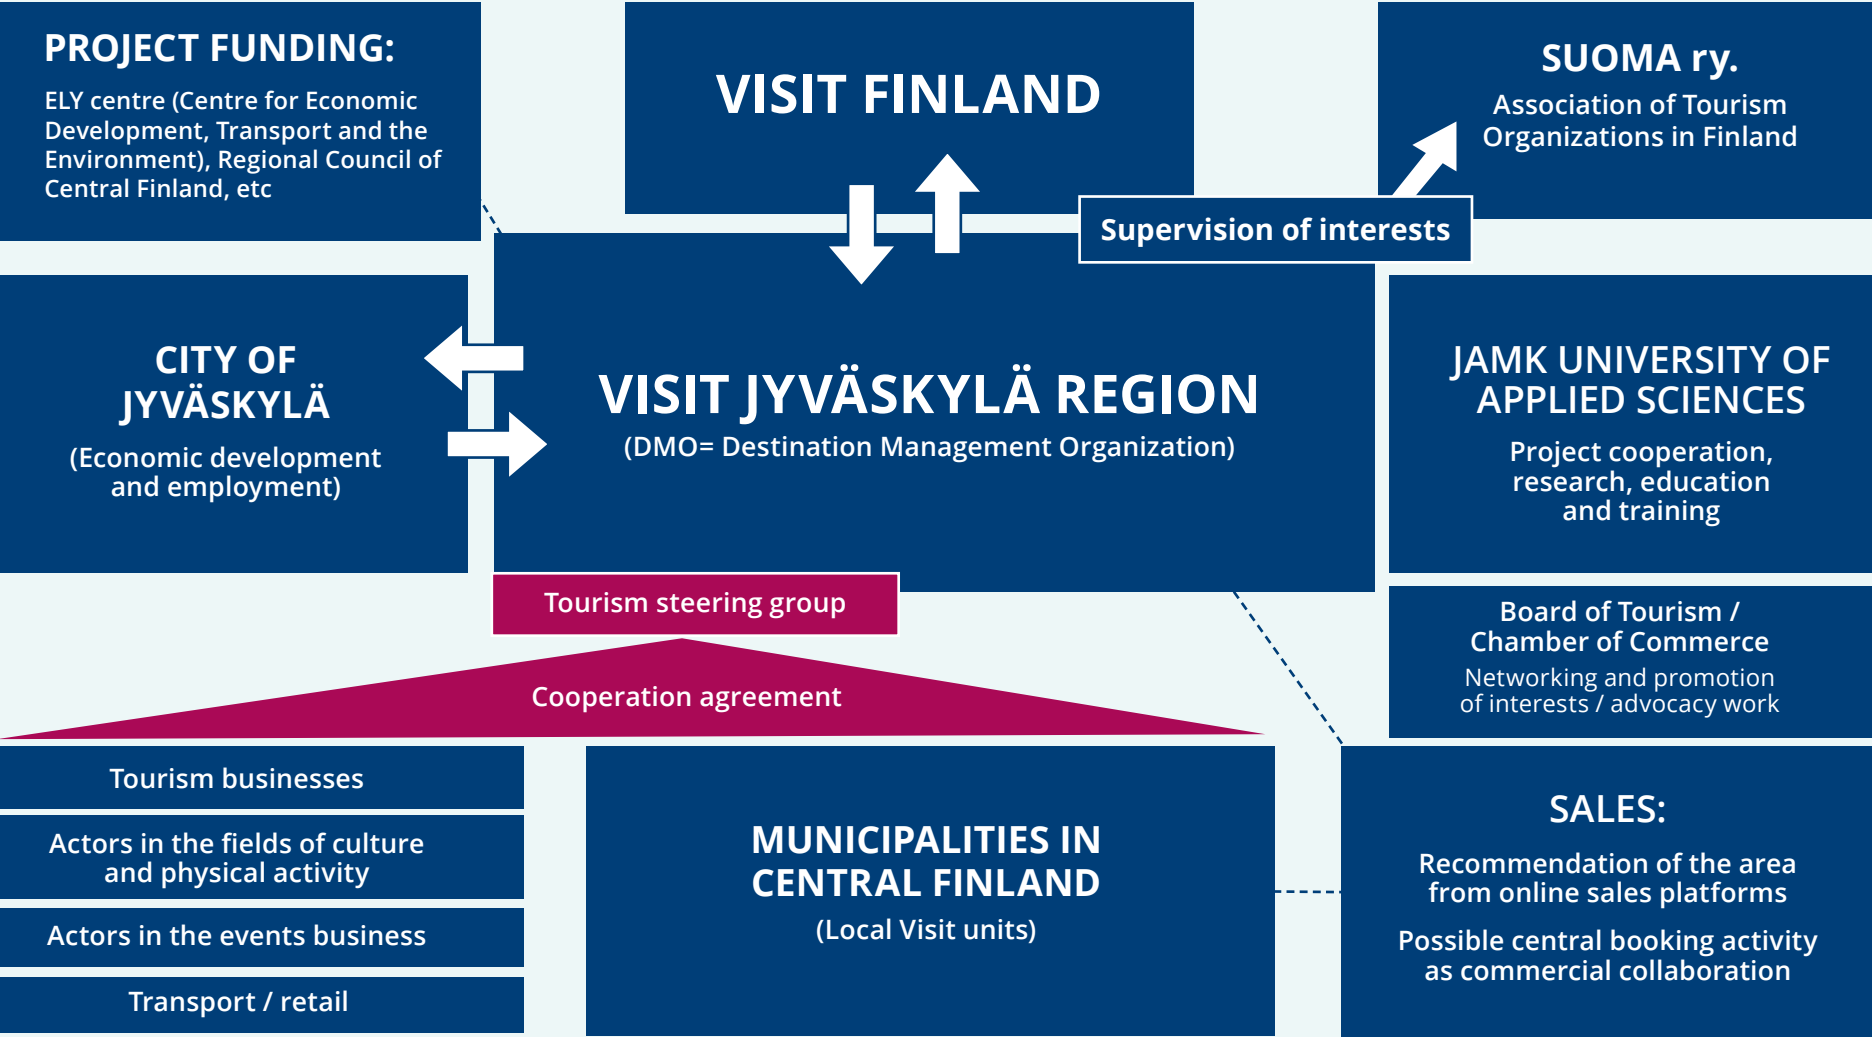 PROJECT FUNDING:
ELY centre (Centre for Economic
Development, Transport and the
Environment), Regional Council of
Central Finland, etc
VISIT FINLAND
SUOMA ry.
Association of Tourism
Organizations in Finland
Supervision of interests
CITY OF
JYVÄSKYLÄ
(Economic development
and employment)
VISIT JYVÄSKYLÄ REGION
(DMO= Destination Management Organization)
JAMK UNIVERSITY OF
APPLIED SCIENCES
Project cooperation,
research, education
and training
Tourism steering group
Cooperation agreement
Board of Tourism /
Chamber of Commerce
Networking and promotion
of interests / advocacy work
Tourism businesses
Actors in the fields of culture
and physical activity
Actors in the events business
Transport / retail
MUNICIPALITIES IN
CENTRAL FINLAND
(Local Visit units)
SALES:
Recommendation of the area
from online sales platforms
Possible central booking activity
as commercial collaboration